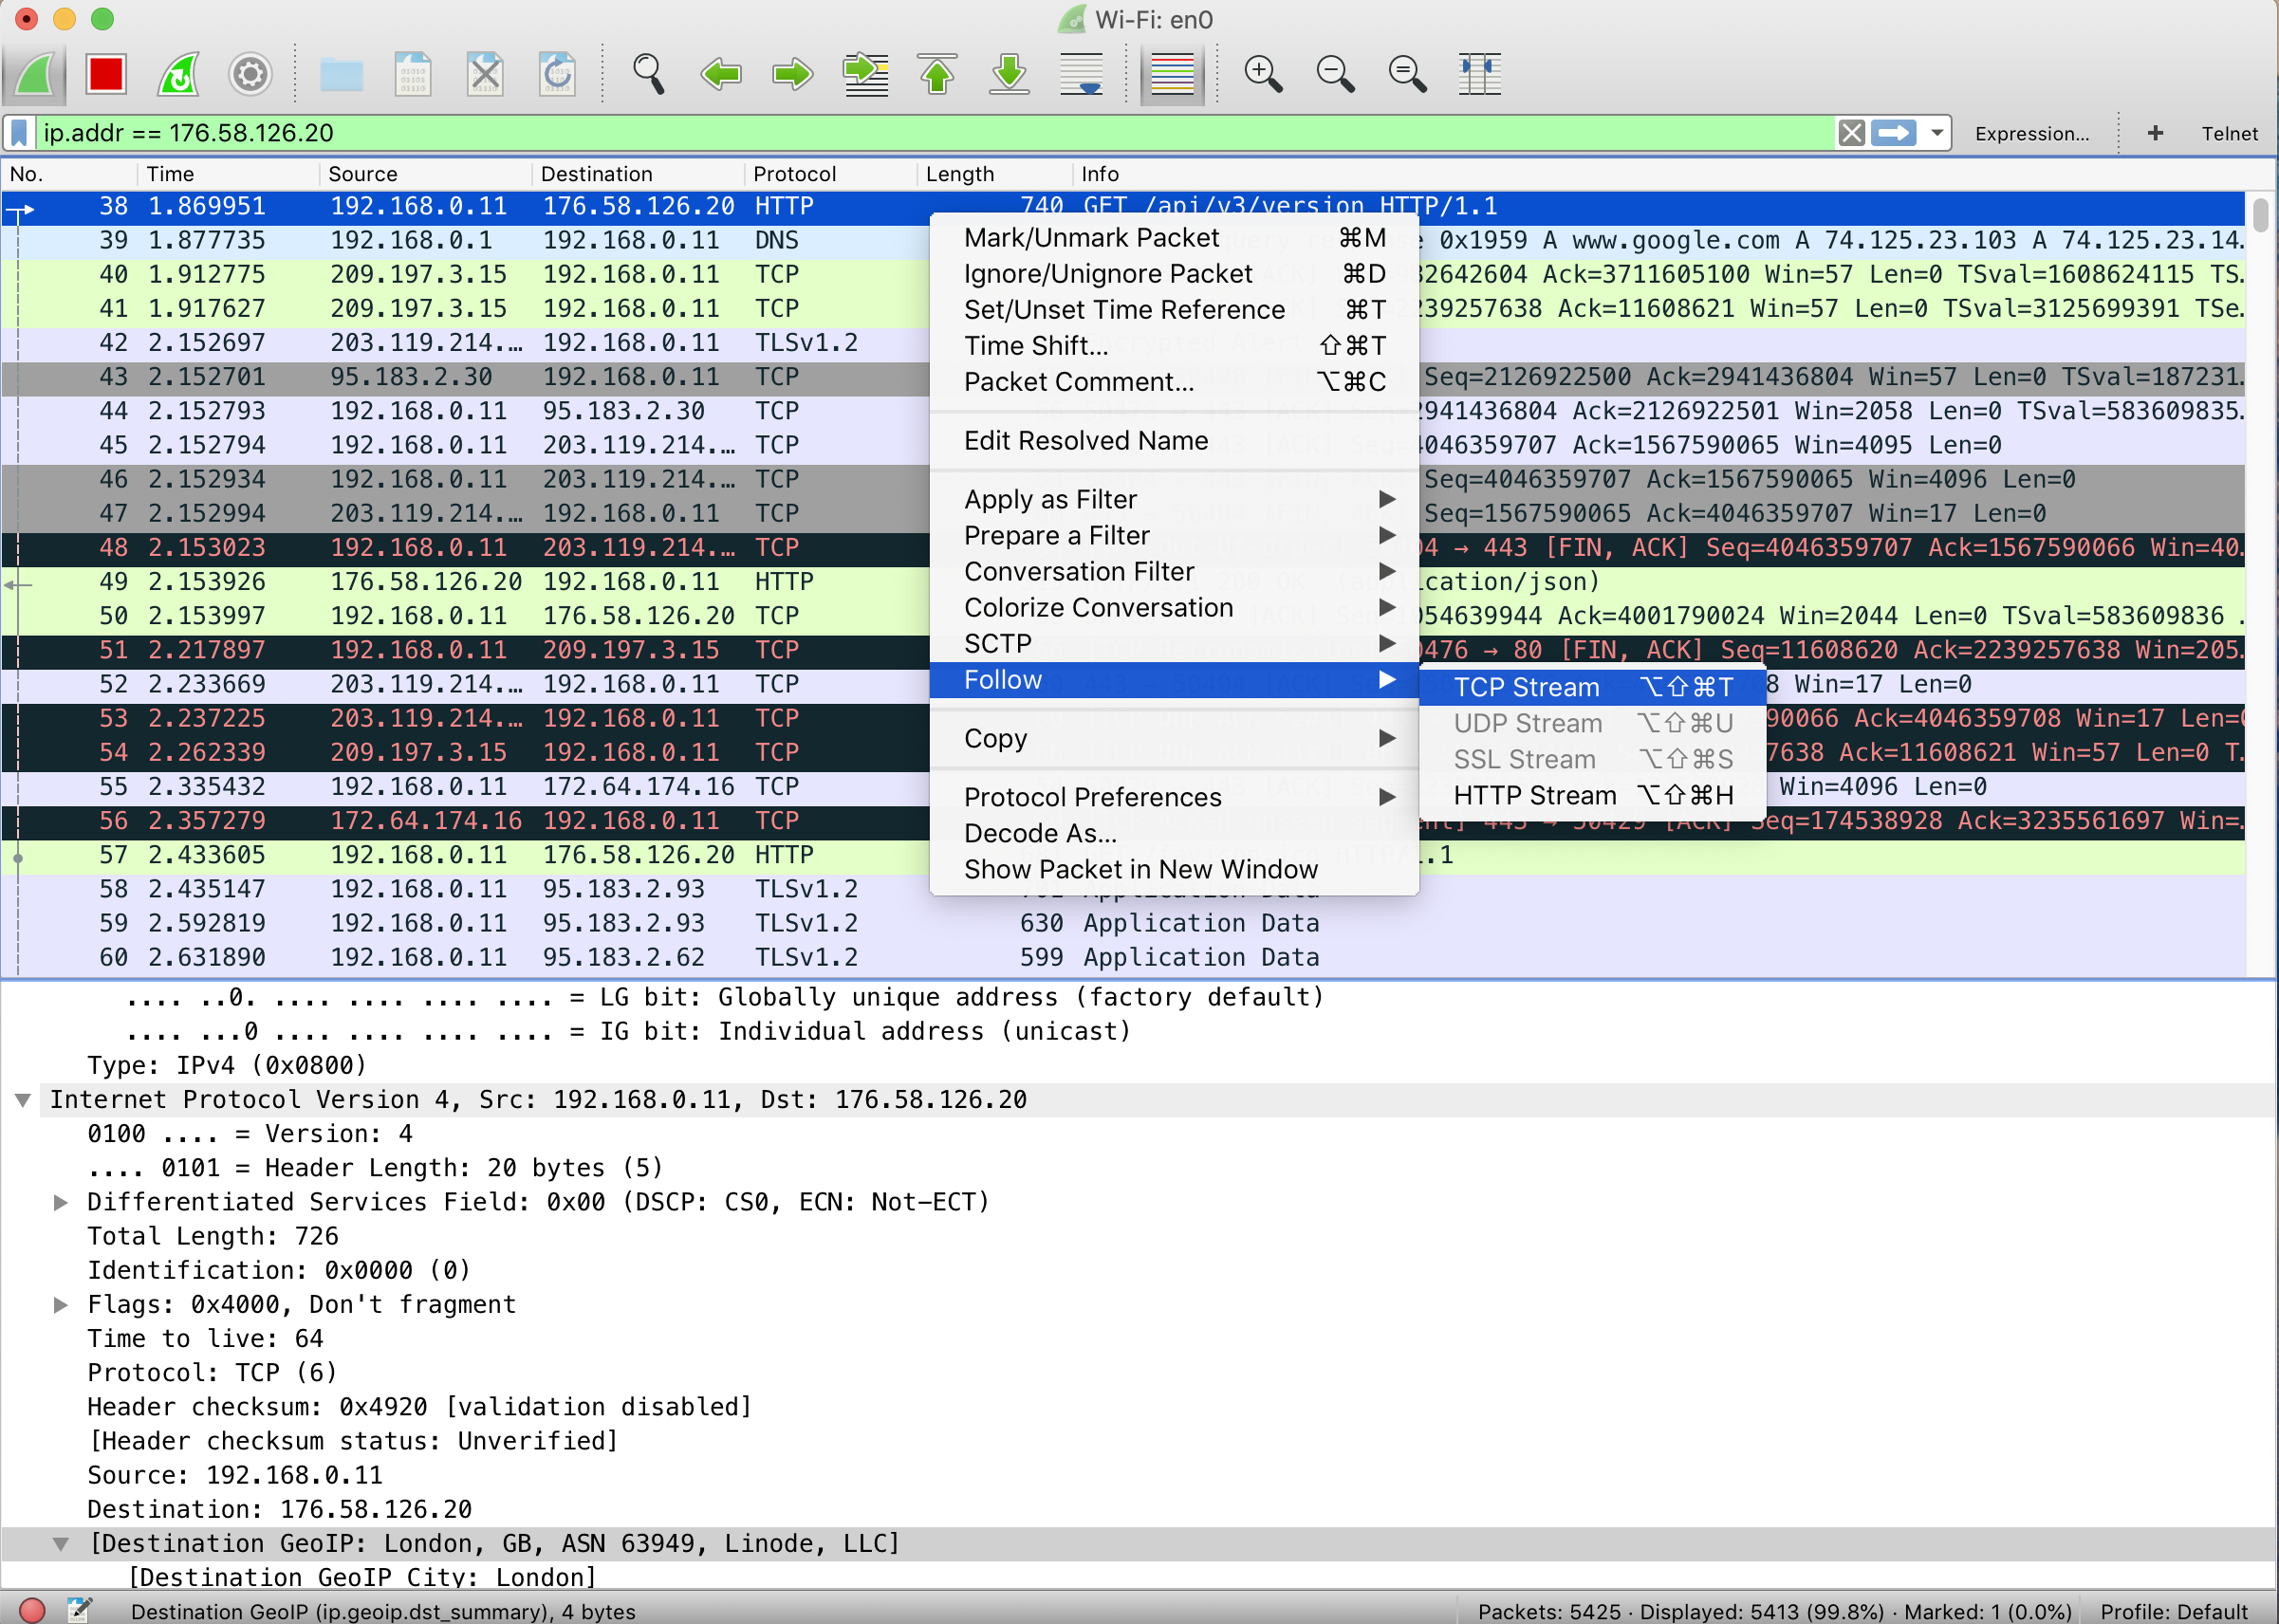 Wi-Fi: en0
ip.addr == 176.58.126.20 Expression... + Telnet
No. Time Source Destination Protocol Length Info
38 1.869951 192.168.0.11 176.58.126.20 HTTP 740 GET /api/v3/version HTTP/1.1
39 1.877735 192.168.0.1 192.168.0.11 DNS 0x1959 A www.google.com A 74.125.23.103 A 74.125.23.14…
40 1.912775 209.197.3.15 192.168.0.11 TCP 82642604 Ack=3711605100 Win=57 Len=0 TSval=1608624115 TS…
41 1.917627 209.197.3.15 192.168.0.11 TCP 239257638 Ack=11608621 Win=57 Len=0 TSval=3125699391 TSe…
42 2.152697 203.119.214.… 192.168.0.11 TLSv1.2
43 2.152701 95.183.2.30 192.168.0.11 TCP Seq=2126922500 Ack=2941436804 Win=57 Len=0 TSval=187231…
44 2.152793 192.168.0.11 95.183.2.30 TCP 2941436804 Ack=2126922501 Win=2058 Len=0 TSval=583609835…
45 2.152794 192.168.0.11 203.119.214.… TCP 4046359707 Ack=1567590065 Win=4095 Len=0
46 2.152934 192.168.0.11 203.119.214.… TCP Seq=4046359707 Ack=1567590065 Win=4096 Len=0
47 2.152994 203.119.214.… 192.168.0.11 TCP Seq=1567590065 Ack=4046359707 Win=17 Len=0
48 2.153023 192.168.0.11 203.119.214.… TCP 04 → 443 [FIN, ACK] Seq=4046359707 Ack=1567590066 Win=40…
49 2.153926 176.58.126.20 192.168.0.11 HTTP ication/json)
50 2.153997 192.168.0.11 176.58.126.20 TCP 054639944 Ack=4001790024 Win=2044 Len=0 TSval=583609836 …
51 2.217897 192.168.0.11 209.197.3.15 TCP 0476 → 80 [FIN, ACK] Seq=11608620 Ack=2239257638 Win=205…
52 2.233669 203.119.214.… 192.168.0.11 TCP 8 Win=17 Len=0
53 2.237225 203.119.214.… 192.168.0.11 TCP 90066 Ack=4046359708 Win=17 Len=
54 2.262339 209.197.3.15 192.168.0.11 TCP 7638 Ack=11608621 Win=57 Len=0 T…
55 2.335432 192.168.0.11 172.64.174.16 TCP Win=4096 Len=0
56 2.357279 172.64.174.16 192.168.0.11 TCP 443 → 50429 [ACK] Seq=174538928 Ack=3235561697 Win=…
57 2.433605 192.168.0.11 176.58.126.20 HTTP .1
58 2.435147 192.168.0.11 95.183.2.93 TLSv1.2 Application Data
59 2.592819 192.168.0.11 95.183.2.93 TLSv1.2 630 Application Data
60 2.631890 192.168.0.11 95.183.2.62 TLSv1.2 599 Application Data
Mark/Unmark Packet ⌘M
Ignore/Unignore Packet ⌘D
Set/Unset Time Reference ⌘T
Time Shift... ⇧⌘T
Packet Comment... ⌥⌘C
Edit Resolved Name
Apply as Filter
Prepare a Filter
Conversation Filter
Colorize Conversation
SCTP
Follow
Copy
Protocol Preferences
Decode As...
Show Packet in New Window
TCP Stream ⌥⇧⌘T
UDP Stream ⌥⇧⌘U
SSL Stream ⌥⇧⌘S
HTTP Stream ⌥⇧⌘H
.... ..0. .... .... .... .... = LG bit: Globally unique address (factory default)
.... ...0 .... .... .... .... = IG bit: Individual address (unicast)
Type: IPv4 (0x0800)
Internet Protocol Version 4, Src: 192.168.0.11, Dst: 176.58.126.20
0100 .... = Version: 4
.... 0101 = Header Length: 20 bytes (5)
Differentiated Services Field: 0x00 (DSCP: CS0, ECN: Not-ECT)
Total Length: 726
Identification: 0x0000 (0)
Flags: 0x4000, Don't fragment
Time to live: 64
Protocol: TCP (6)
Header checksum: 0x4920 [validation disabled]
[Header checksum status: Unverified]
Source: 192.168.0.11
Destination: 176.58.126.20
[Destination GeoIP: London, GB, ASN 63949, Linode, LLC]
[Destination GeoIP City: London]
Destination GeoIP (ip.geoip.dst_summary), 4 bytes
Packets: 5425 · Displayed: 5413 (99.8%) · Marked: 1 (0.0%) Profile: Default